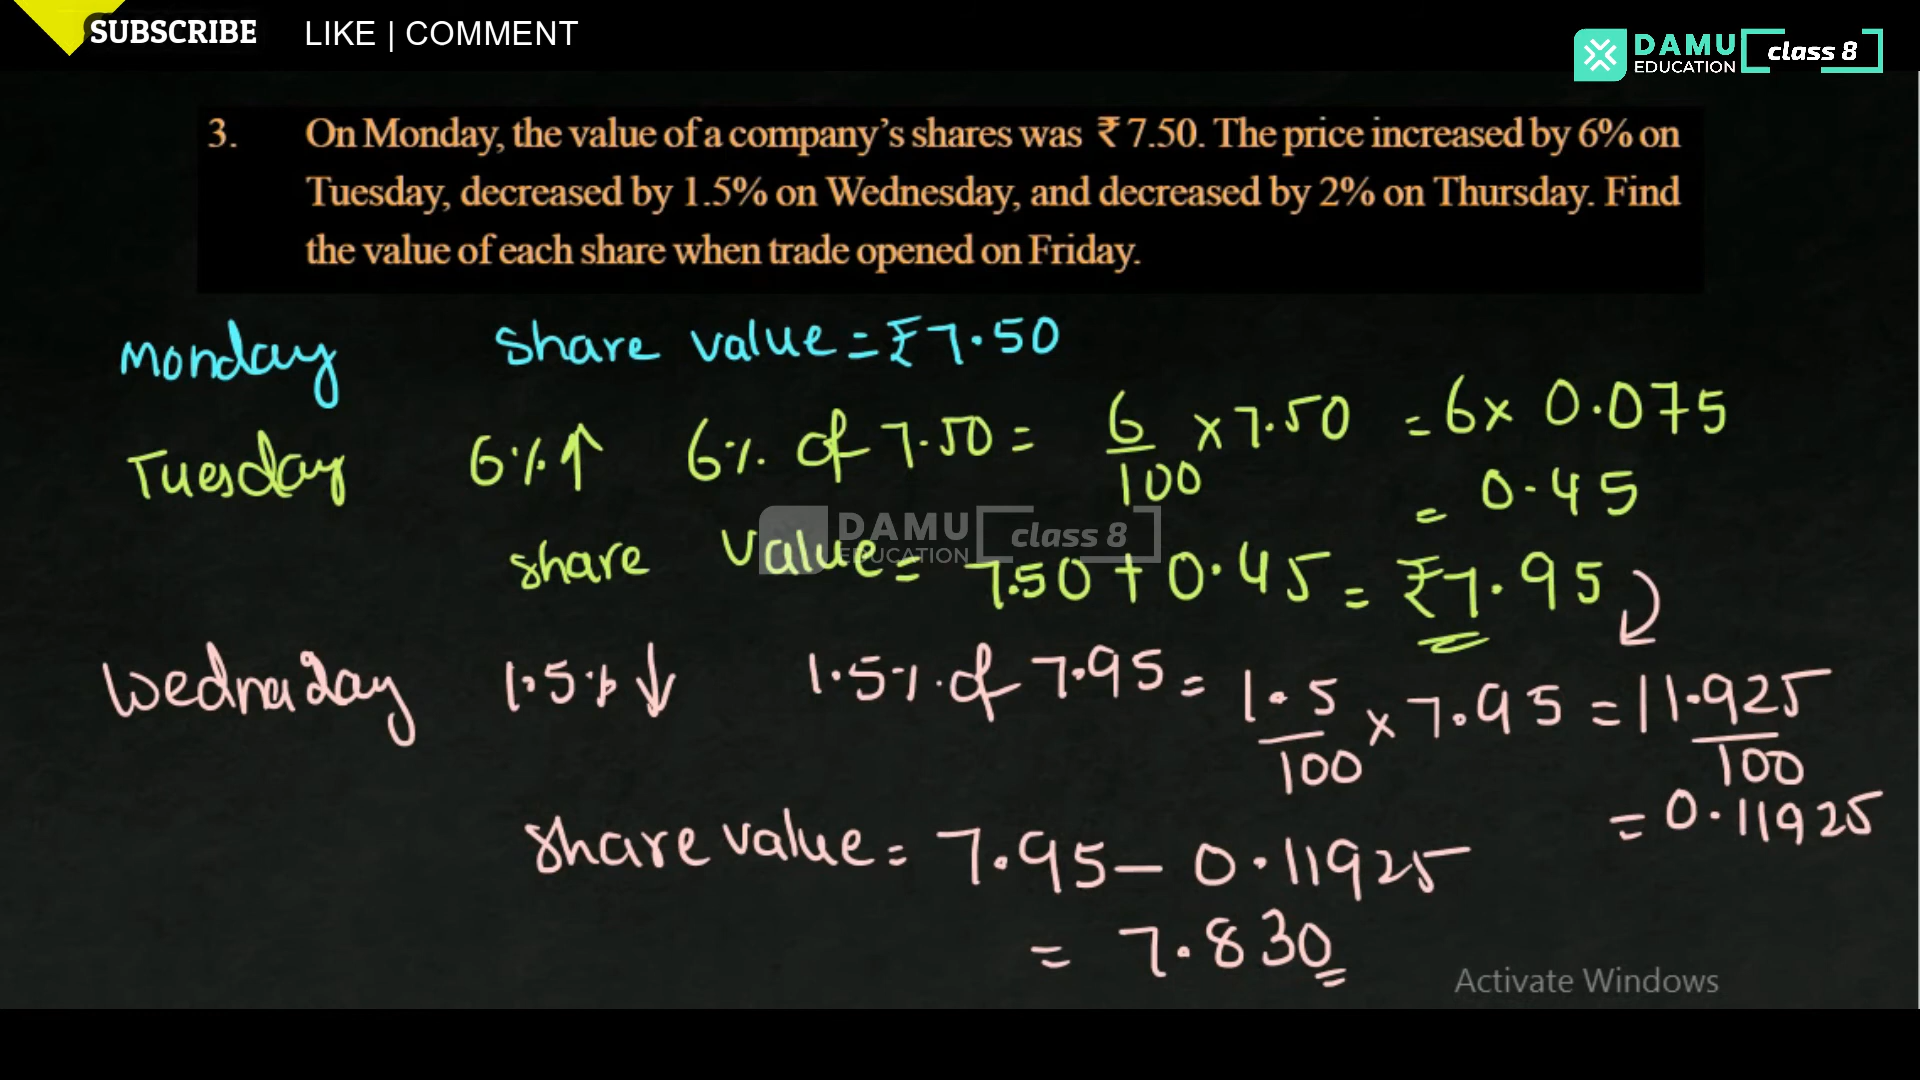 SUBSCRIBE LIKE | COMMENT
DAMU EDUCATION class 8
3. On Monday, the value of a company's shares was ₹ 7.50. The price increased by 6% on
Tuesday, decreased by 1.5% on Wednesday, and decreased by 2% on Thursday. Find
the value of each share when trade opened on Friday.
Monday Share value = ₹7.50
Tuesday 6%↑ 6% of 7.50 = 6/100 × 7.50 = 6 × 0.075
= 0.45
DAMU EDUCATION class 8
share value = 7.50 + 0.45 = ₹7.95
Wednesday 1.5%↓ 1.5% of 7.95 = 1.5/100 × 7.95 = 11.925/100
= 0.11925
Share value = 7.95 – 0.11925
= 7.830
Activate Windows